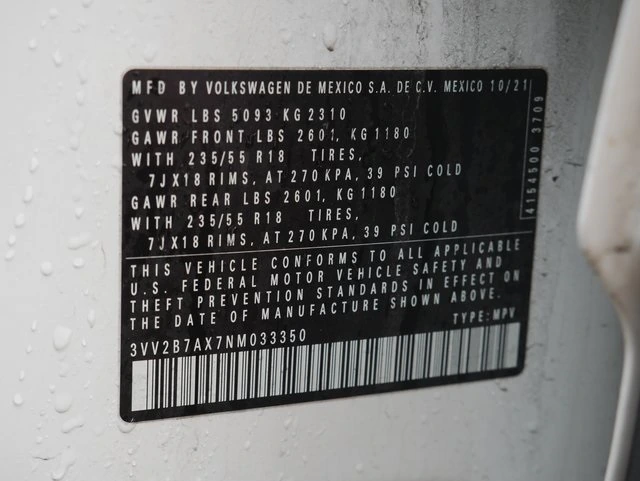 MFD BY VOLKSWAGEN DE MEXICO S.A. DE C.V. MEXICO 10/21
GVWR LBS 5093 KG 2310
GAWR FRONT LBS 2601, KG 1180
WITH 235/55 R18 TIRES,
7JX18 RIMS, AT 270 KPA, 39 PSI COLD
GAWR REAR LBS 2601, KG 1180
WITH 235/55 R18 TIRES,
7JX18 RIMS, AT 270 KPA, 39 PSI COLD
4154500 3709
THIS VEHICLE CONFORMS TO ALL APPLICABLE
U.S. FEDERAL MOTOR VEHICLE SAFETY AND
THEFT PREVENTION STANDARDS IN EFFECT ON
THE DATE OF MANUFACTURE SHOWN ABOVE.
3VV2B7AX7NM033350 TYPE: MPV